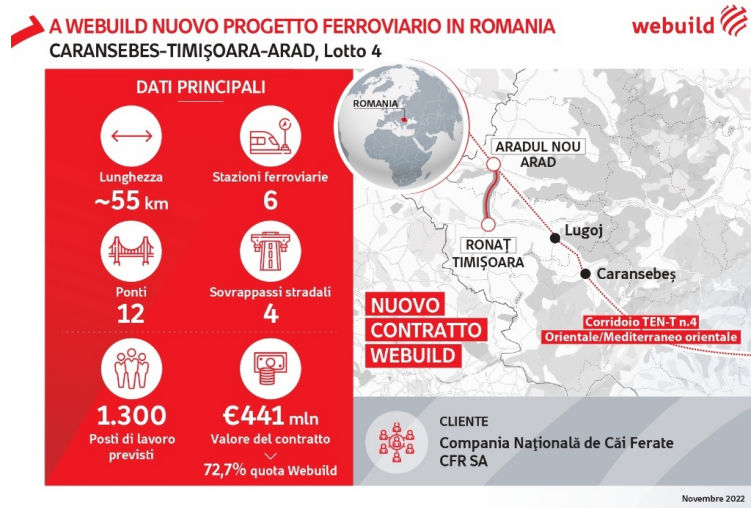 A WEBUILD NUOVO PROGETTO FERROVIARIO IN ROMANIA
CARANSEBES-TIMIŞOARA-ARAD, Lotto 4
webuild
DATI PRINCIPALI
Lunghezza
~55 km
Stazioni ferroviarie
6
Ponti
12
Sovrappassi stradali
4
1.300
Posti di lavoro
previsti
€441 mln
Valore del contratto
72,7% quota Webuild
ROMANIA
ARADUL NOU
ARAD
RONAŢ
TIMIŞOARA
Lugoj
Caransebeş
NUOVO
CONTRATTO
WEBUILD
Corridoio TEN-T n.4
Orientale/Mediterraneo orientale
CLIENTE
Compania Naţională de Căi Ferate
CFR SA
Novembre 2022